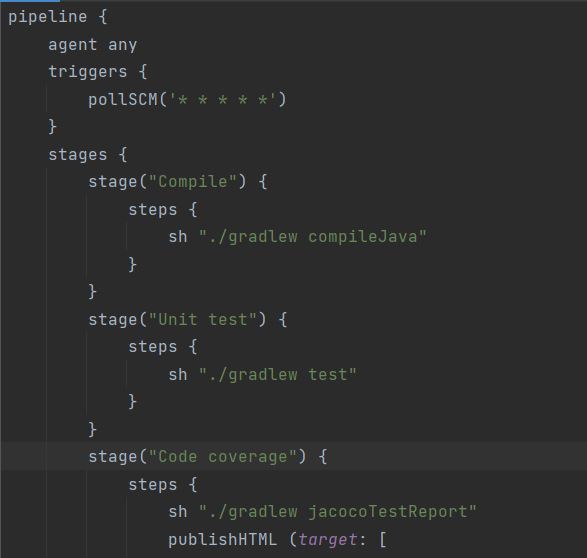 pipeline {
    agent any
    triggers {
        pollSCM('* * * * *')
    }
    stages {
        stage("Compile") {
            steps {
                sh "./gradlew compileJava"
            }
        }
        stage("Unit test") {
            steps {
                sh "./gradlew test"
            }
        }
        stage("Code coverage") {
            steps {
                sh "./gradlew jacocoTestReport"
                publishHTML (target: [